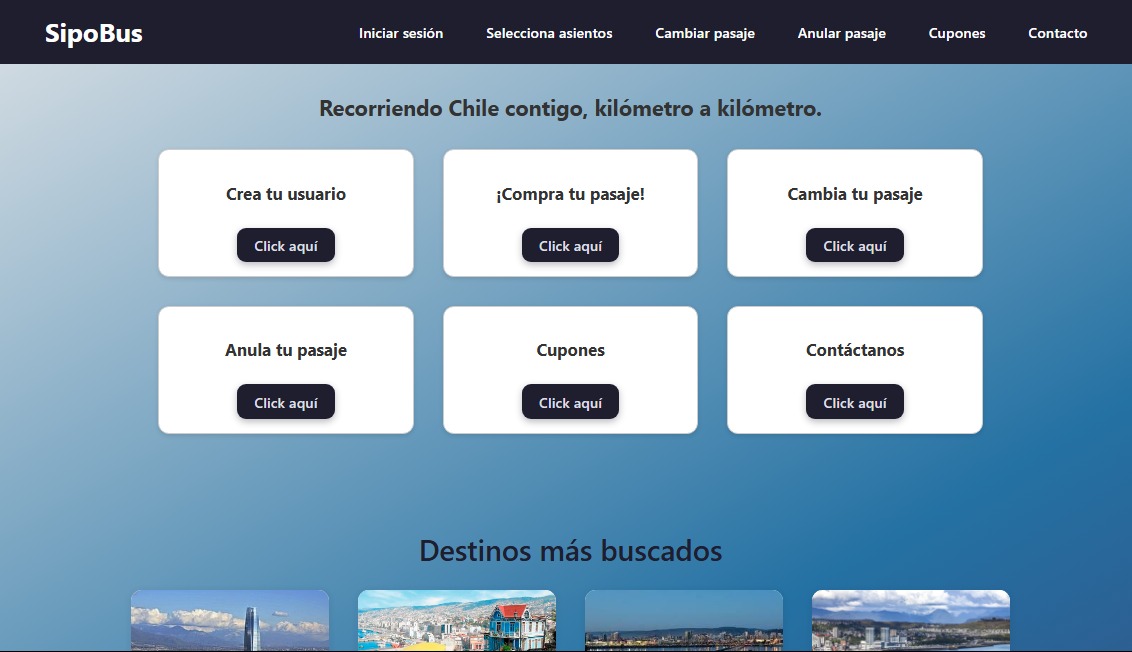 SipoBus
Iniciar sesión
Selecciona asientos
Cambiar pasaje
Anular pasaje
Cupones
Contacto
Recorriendo Chile contigo, kilómetro a kilómetro.
Crea tu usuario
Click aquí
¡Compra tu pasaje!
Click aquí
Cambia tu pasaje
Click aquí
Anula tu pasaje
Click aquí
Cupones
Click aquí
Contáctanos
Click aquí
Destinos más buscados